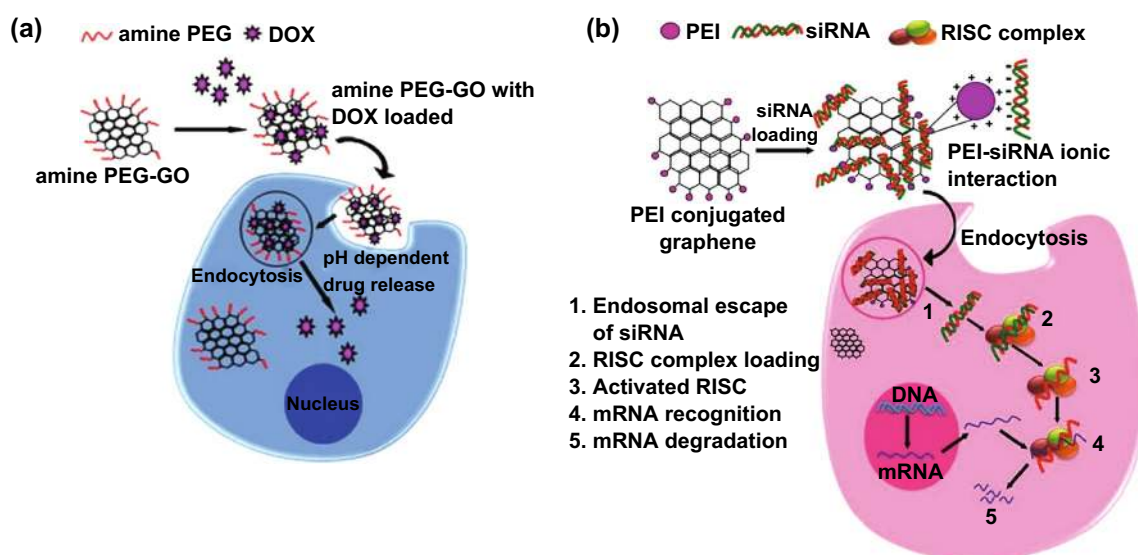 (a)
amine PEG
DOX
amine PEG-GO with
DOX loaded
amine PEG-GO
Endocytosis
pH dependent
drug release
Nucleus
(b)
PEI
siRNA
RISC complex
siRNA
loading
+ + + + + + + + + +
- - - - - -
PEI-siRNA ionic
interaction
PEI conjugated
graphene
Endocytosis
1. Endosomal escape
of siRNA
2. RISC complex loading
3. Activated RISC
4. mRNA recognition
5. mRNA degradation
1
2
3
DNA
mRNA
4
5